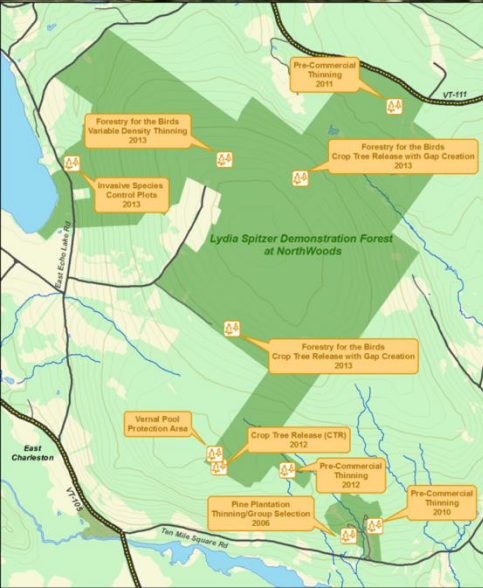 Pre-Commercial
Thinning
2011
VT-111
Forestry for the Birds
Variable Density Thinning
2013
Forestry for the Birds
Crop Tree Release with Gap Creation
2013
Invasive Species
Control Plots
2013
East Echo Lake Rd
Lydia Spitzer Demonstration Forest
at NorthWoods
Forestry for the Birds
Crop Tree Release with Gap Creation
2013
Vernal Pool
Protection Area
Crop Tree Release (CTR)
2012
East
Charleston
Pre-Commercial
Thinning
2012
VT-105
Pine Plantation
Thinning/Group Selection
2006
Pre-Commercial
Thinning
2010
Ten Mile Square Rd